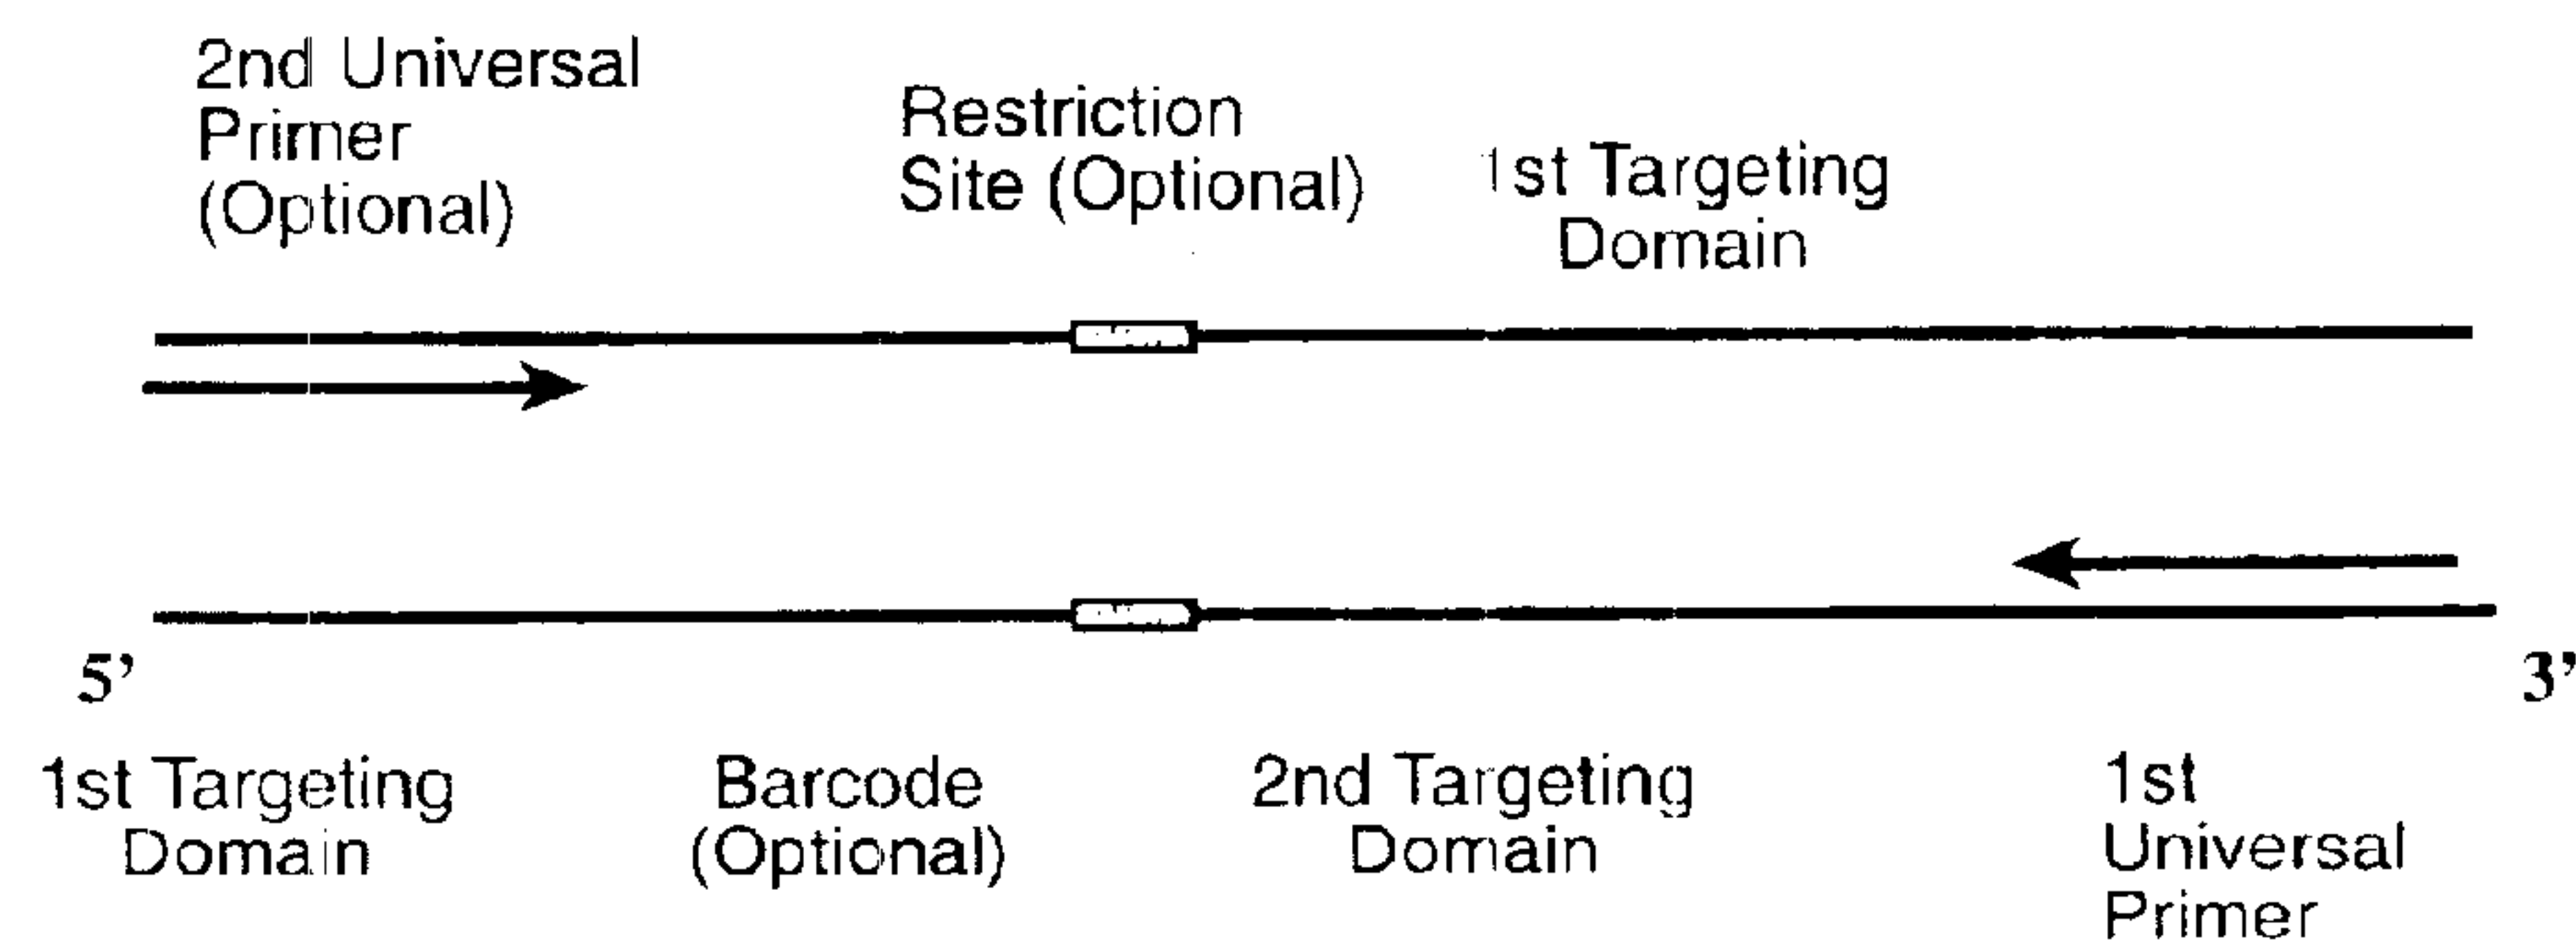 2nd Universal
Primer
(Optional)
Restriction
Site (Optional)
1st Targeting
Domain
5’
3’
1st Targeting
Domain
Barcode
(Optional)
2nd Targeting
Domain
1st
Universal
Primer